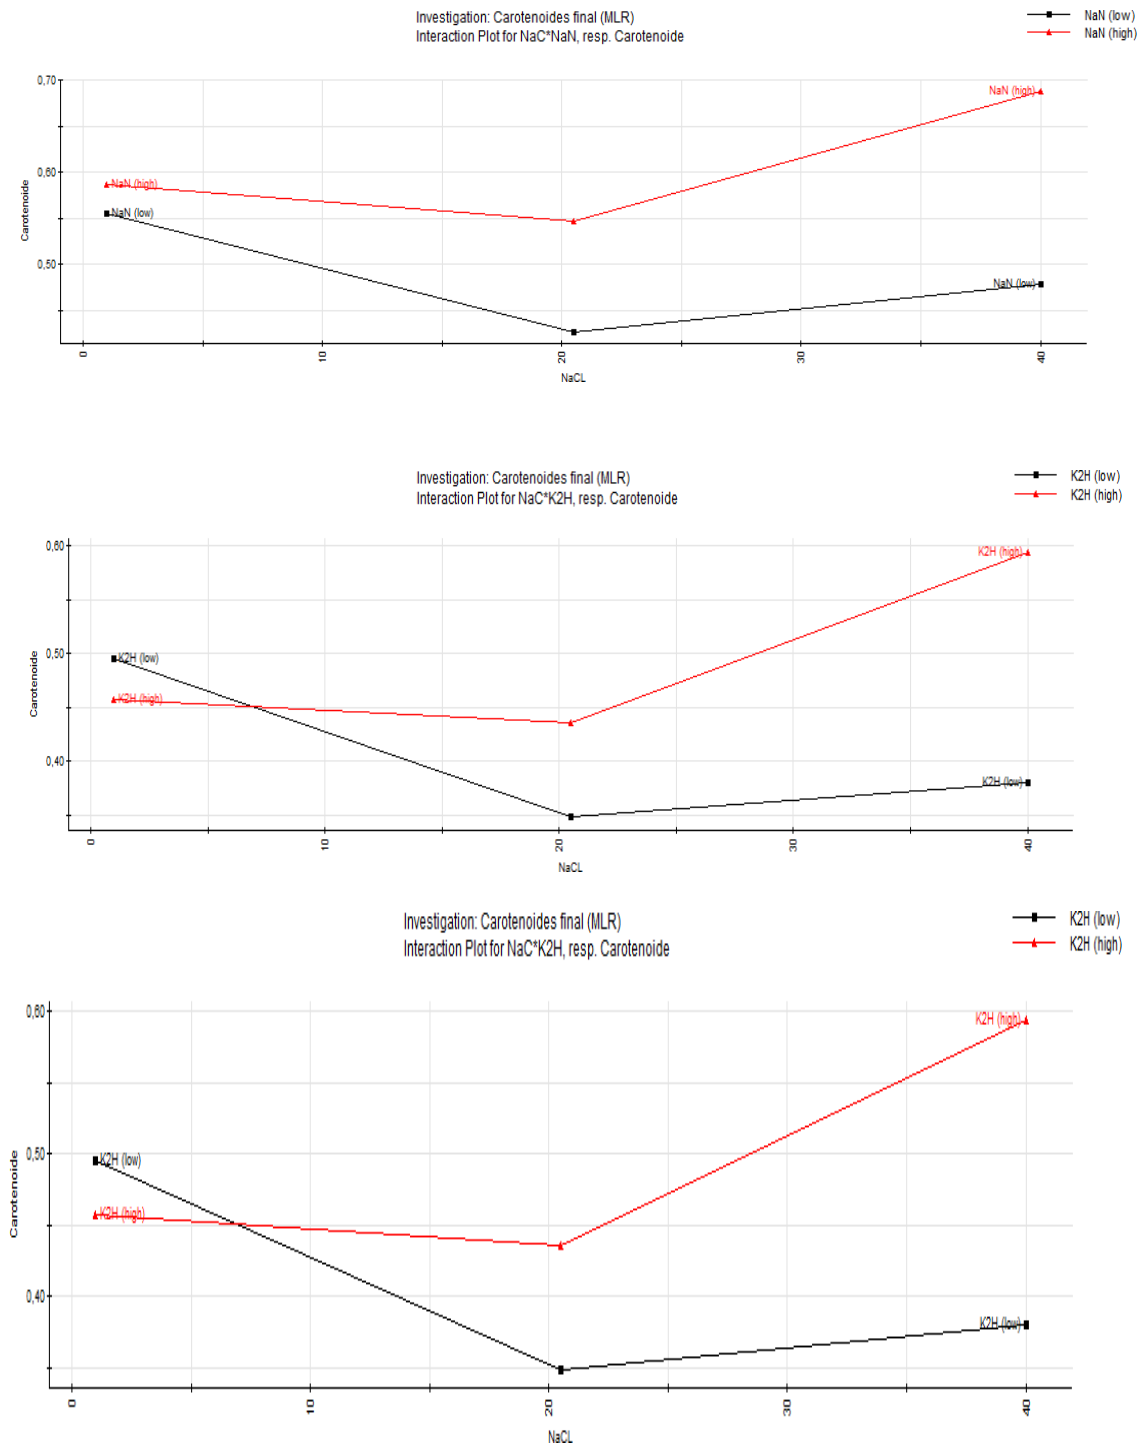 Investigation: Carotenoides final (MLR)
Interaction Plot for NaC*NaN, resp. Carotenoide
NaN (low)
NaN (high)
0,70
0,60
0,50
Carotenoide
NaN (high)
NaN (low)
NaN (high)
NaN (low)
0
10
20
30
40
NaCL
Investigation: Carotenoides final (MLR)
Interaction Plot for NaC*K2H, resp. Carotenoide
K2H (low)
K2H (high)
0,60
0,50
0,40
Carotenoide
K2H (low)
K2H (high)
K2H (high)
K2H (low)
0
10
20
30
40
NaCL
Investigation: Carotenoides final (MLR)
Interaction Plot for NaC*K2H, resp. Carotenoide
K2H (low)
K2H (high)
0,60
0,50
0,40
Carotenoide
K2H (low)
K2H (high)
K2H (high)
K2H (low)
0
10
20
30
40
NaCL